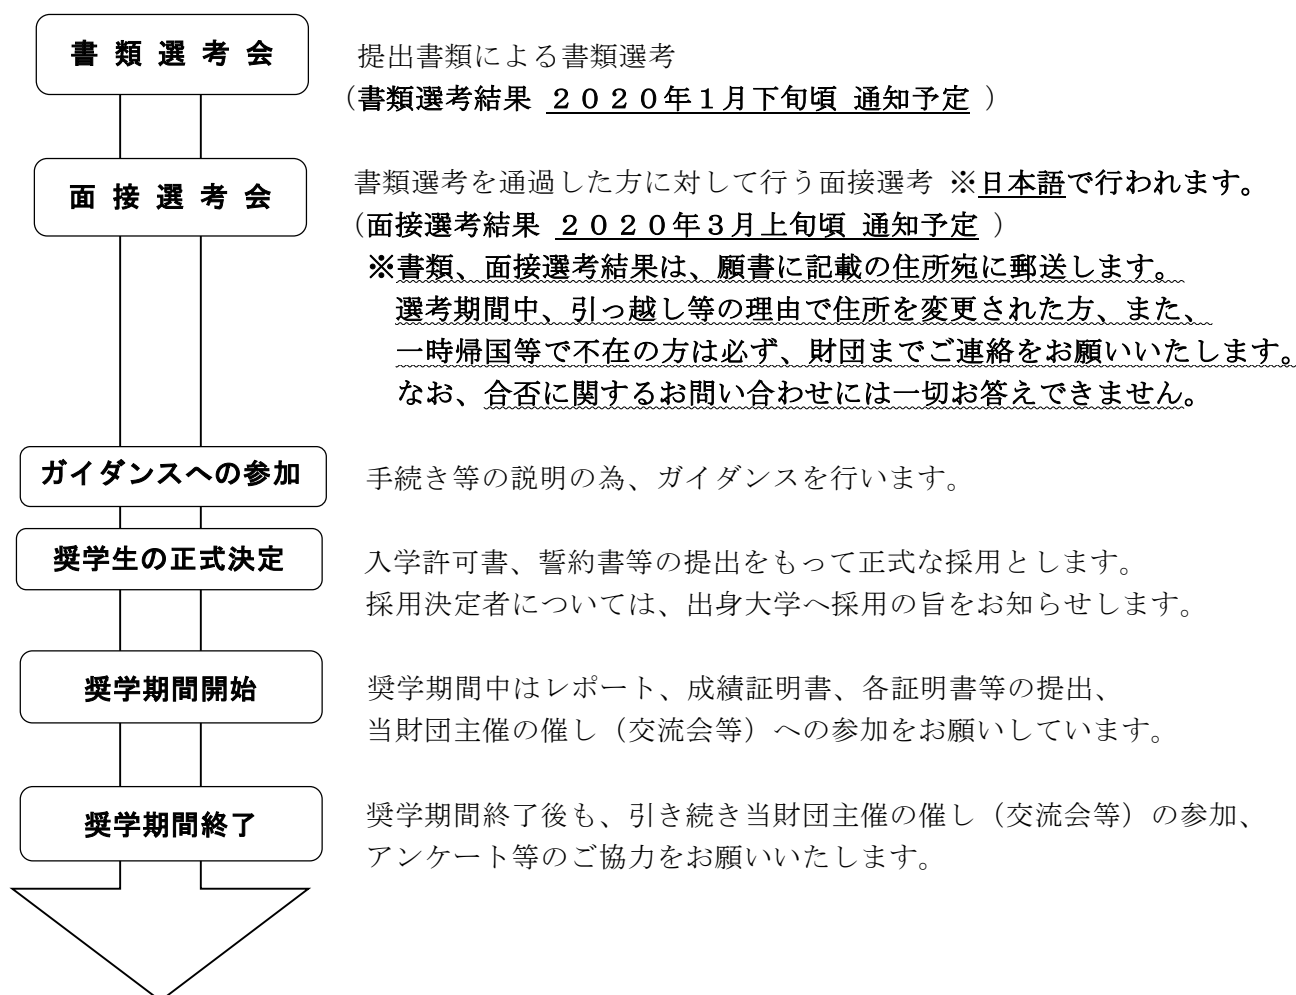 書類選考会
提出書類による書類選考
（書類選考結果 ２０２０年１月下旬頃 通知予定 ）
面接選考会
書類選考を通過した方に対して行う面接選考 ※日本語で行われます。
（面接選考結果 ２０２０年３月上旬頃 通知予定 ）
※書類、面接選考結果は、願書に記載の住所宛に郵送します。
選考期間中、引っ越し等の理由で住所を変更された方、また、
一時帰国等で不在の方は必ず、財団までご連絡をお願いいたします。
なお、合否に関するお問い合わせには一切お答えできません。
ガイダンスへの参加
手続き等の説明の為、ガイダンスを行います。
奨学生の正式決定
入学許可書、誓約書等の提出をもって正式な採用とします。
採用決定者については、出身大学へ採用の旨をお知らせします。
奨学期間開始
奨学期間中はレポート、成績証明書、各証明書等の提出、
当財団主催の催し（交流会等）への参加をお願いしています。
奨学期間終了
奨学期間終了後も、引き続き当財団主催の催し（交流会等）の参加、
アンケート等のご協力をお願いいたします。